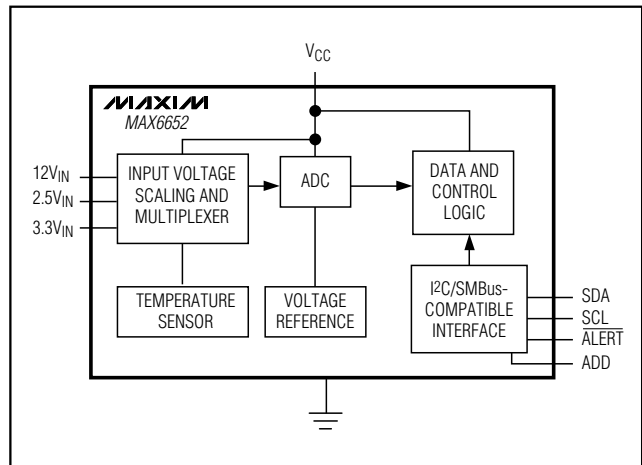 VCC
MAXIM
MAX6652
12VIN
2.5VIN
3.3VIN
INPUT VOLTAGE
SCALING AND
MULTIPLEXER
ADC
DATA AND
CONTROL
LOGIC
TEMPERATURE
SENSOR
VOLTAGE
REFERENCE
I2C/SMBus-
COMPATIBLE
INTERFACE
SDA
SCL
ALERT
ADD